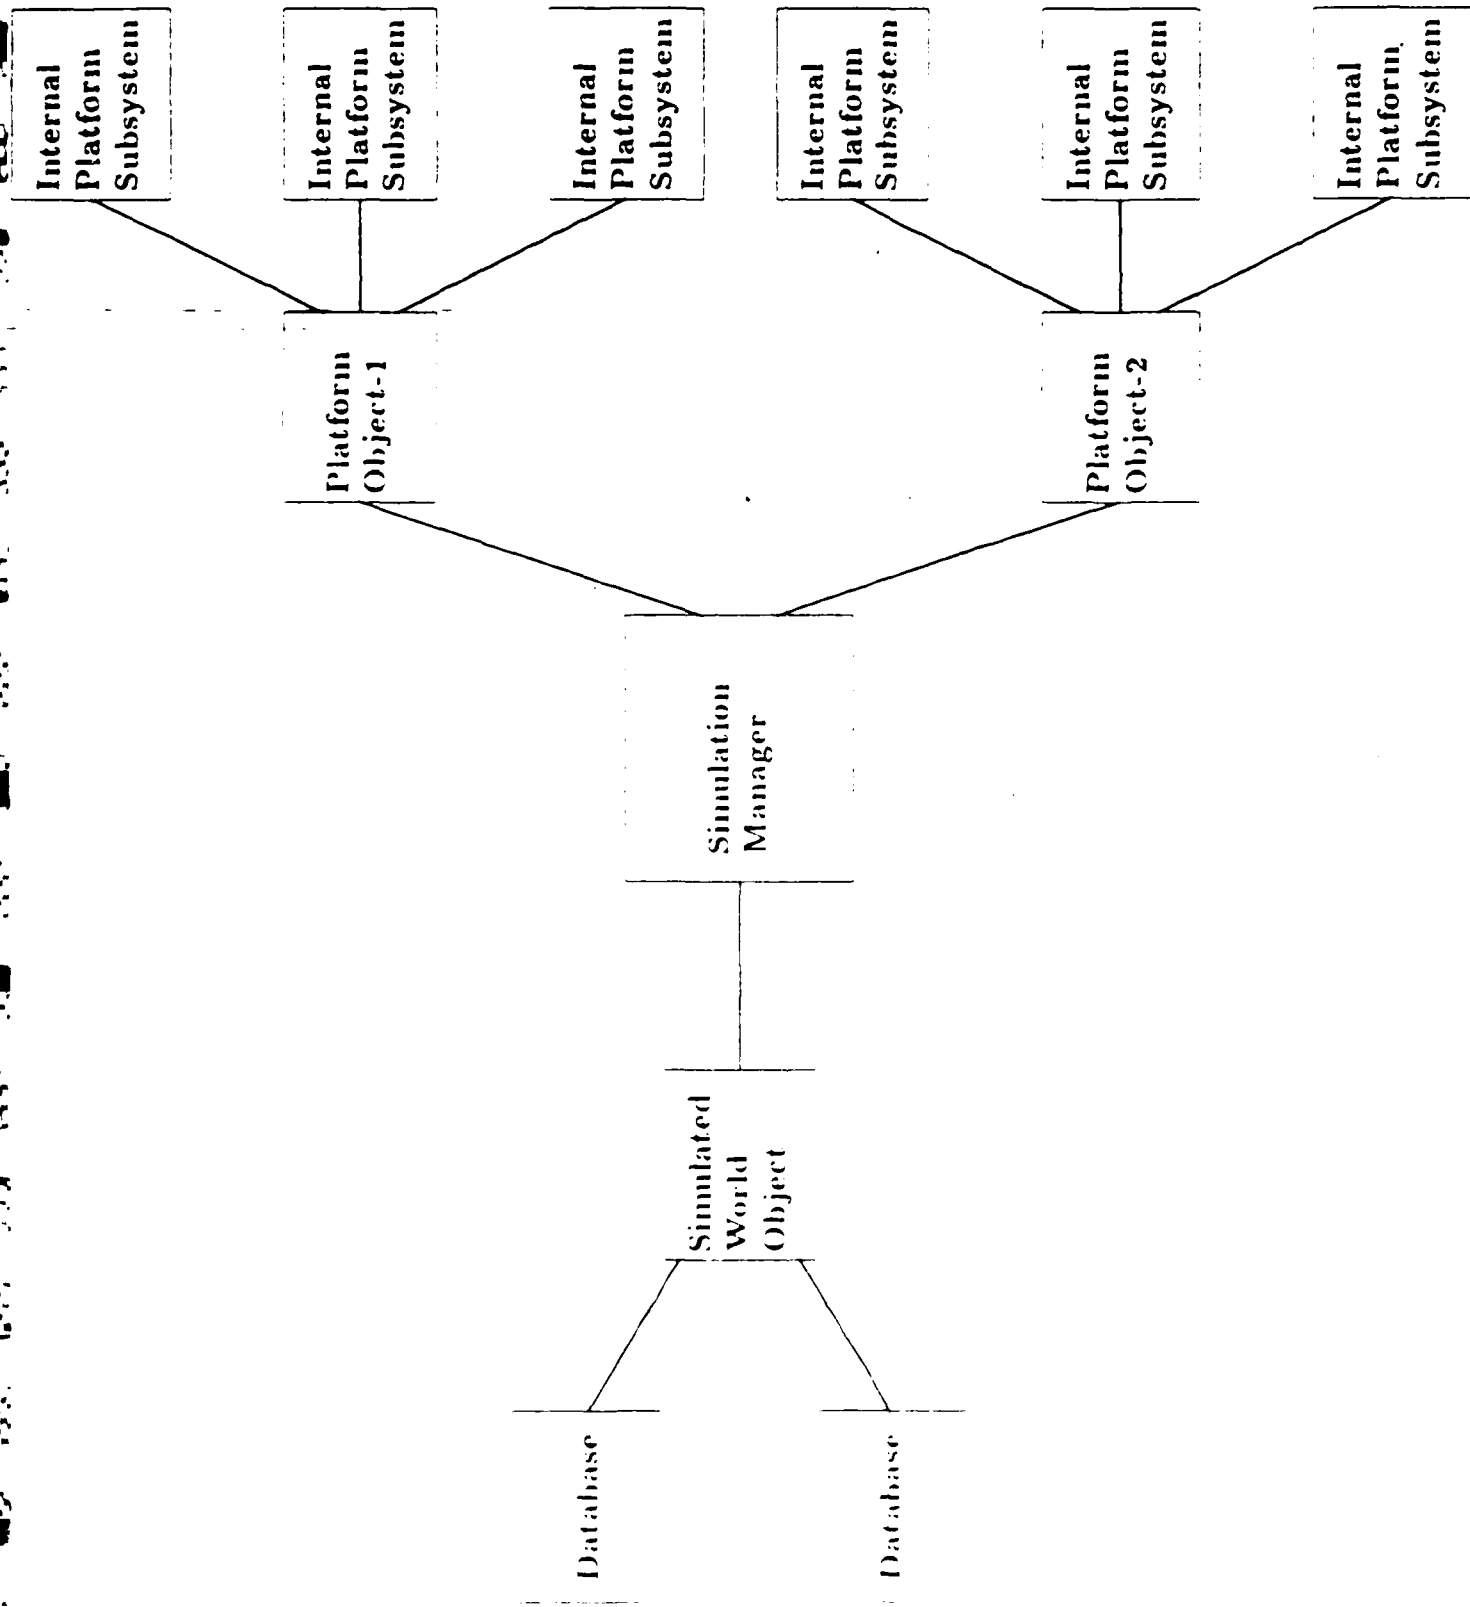 Internal
Platform
Subsystem
Internal
Platform
Subsystem
Internal
Platform
Subsystem
Internal
Platform
Subsystem
Internal
Platform
Subsystem
Internal
Platform
Subsystem
Platform
Object-1
Platform
Object-2
Simulation
Manager
Simulated
World
Object
Database
Database